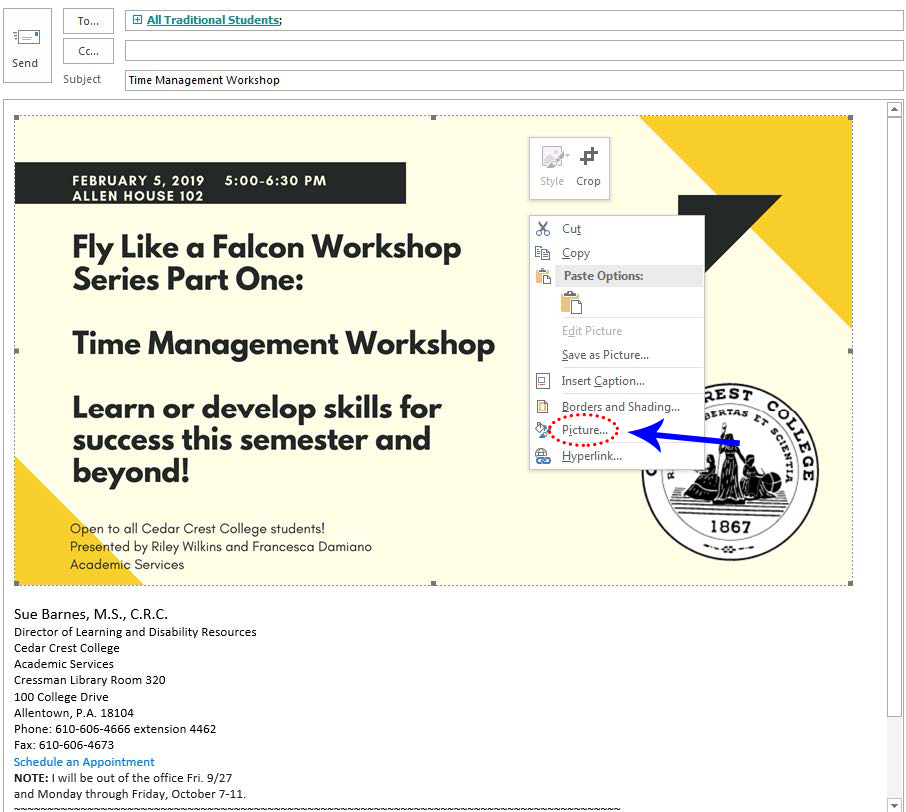 To...
All Traditional Students;
Send
Cc...
Subject
Time Management Workshop
FEBRUARY 5, 2019 5:00-6:30 PM
ALLEN HOUSE 102
Fly Like a Falcon Workshop
Series Part One:
Time Management Workshop
Learn or develop skills for
success this semester and
beyond!
Open to all Cedar Crest College students!
Presented by Riley Wilkins and Francesca Damiano
Academic Services
Style
Crop
Cut
Copy
Paste Options:
Edit Picture
Save as Picture...
Insert Caption...
Borders and Shading...
Picture...
Hyperlink...
REST COLLEGE
BERTAS ET SCIENTIA
1867
Sue Barnes, M.S., C.R.C.
Director of Learning and Disability Resources
Cedar Crest College
Academic Services
Cressman Library Room 320
100 College Drive
Allentown, P.A. 18104
Phone: 610-606-4666 extension 4462
Fax: 610-606-4673
Schedule an Appointment
NOTE: I will be out of the office Fri. 9/27
and Monday through Friday, October 7-11.